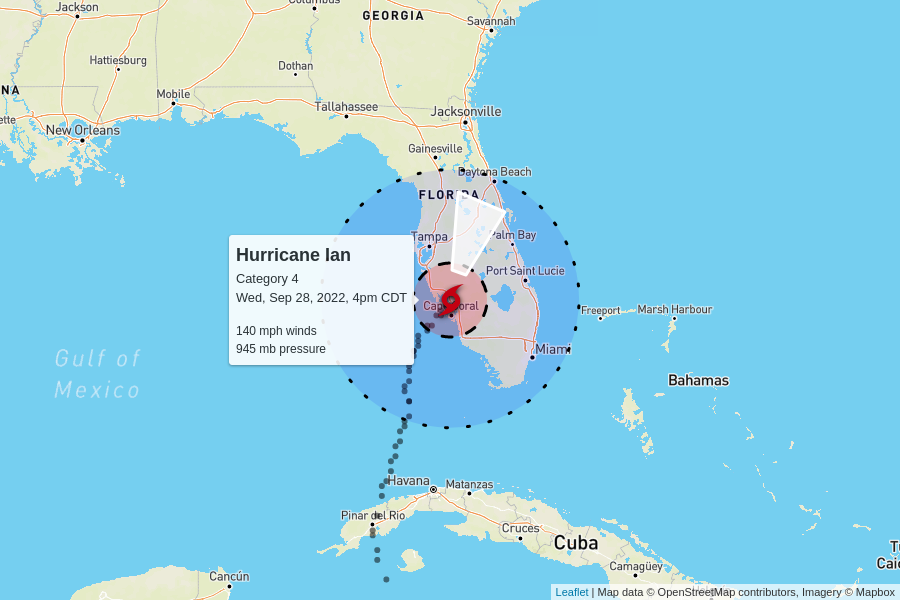 Jackson
Columbus
GEORGIA
Savannah
Hattiesburg
Dothan
NA
Mobile
Tallahassee
Jacksonville
New Orleans
Gainesville
Daytona Beach
FLORIDA
Tampa
Palm Bay
Hurricane Ian
Category 4
Wed, Sep 28, 2022, 4pm CDT
140 mph winds
945 mb pressure
Port Saint Lucie
Cape Coral
Freeport
Marsh Harbour
Miami
Gulf of
Mexico
Bahamas
Havana
Matanzas
Pinar del Rio
Cruces
Cuba
Camagüey
Cancún
Leaflet | Map data © OpenStreetMap contributors, Imagery © Mapbox